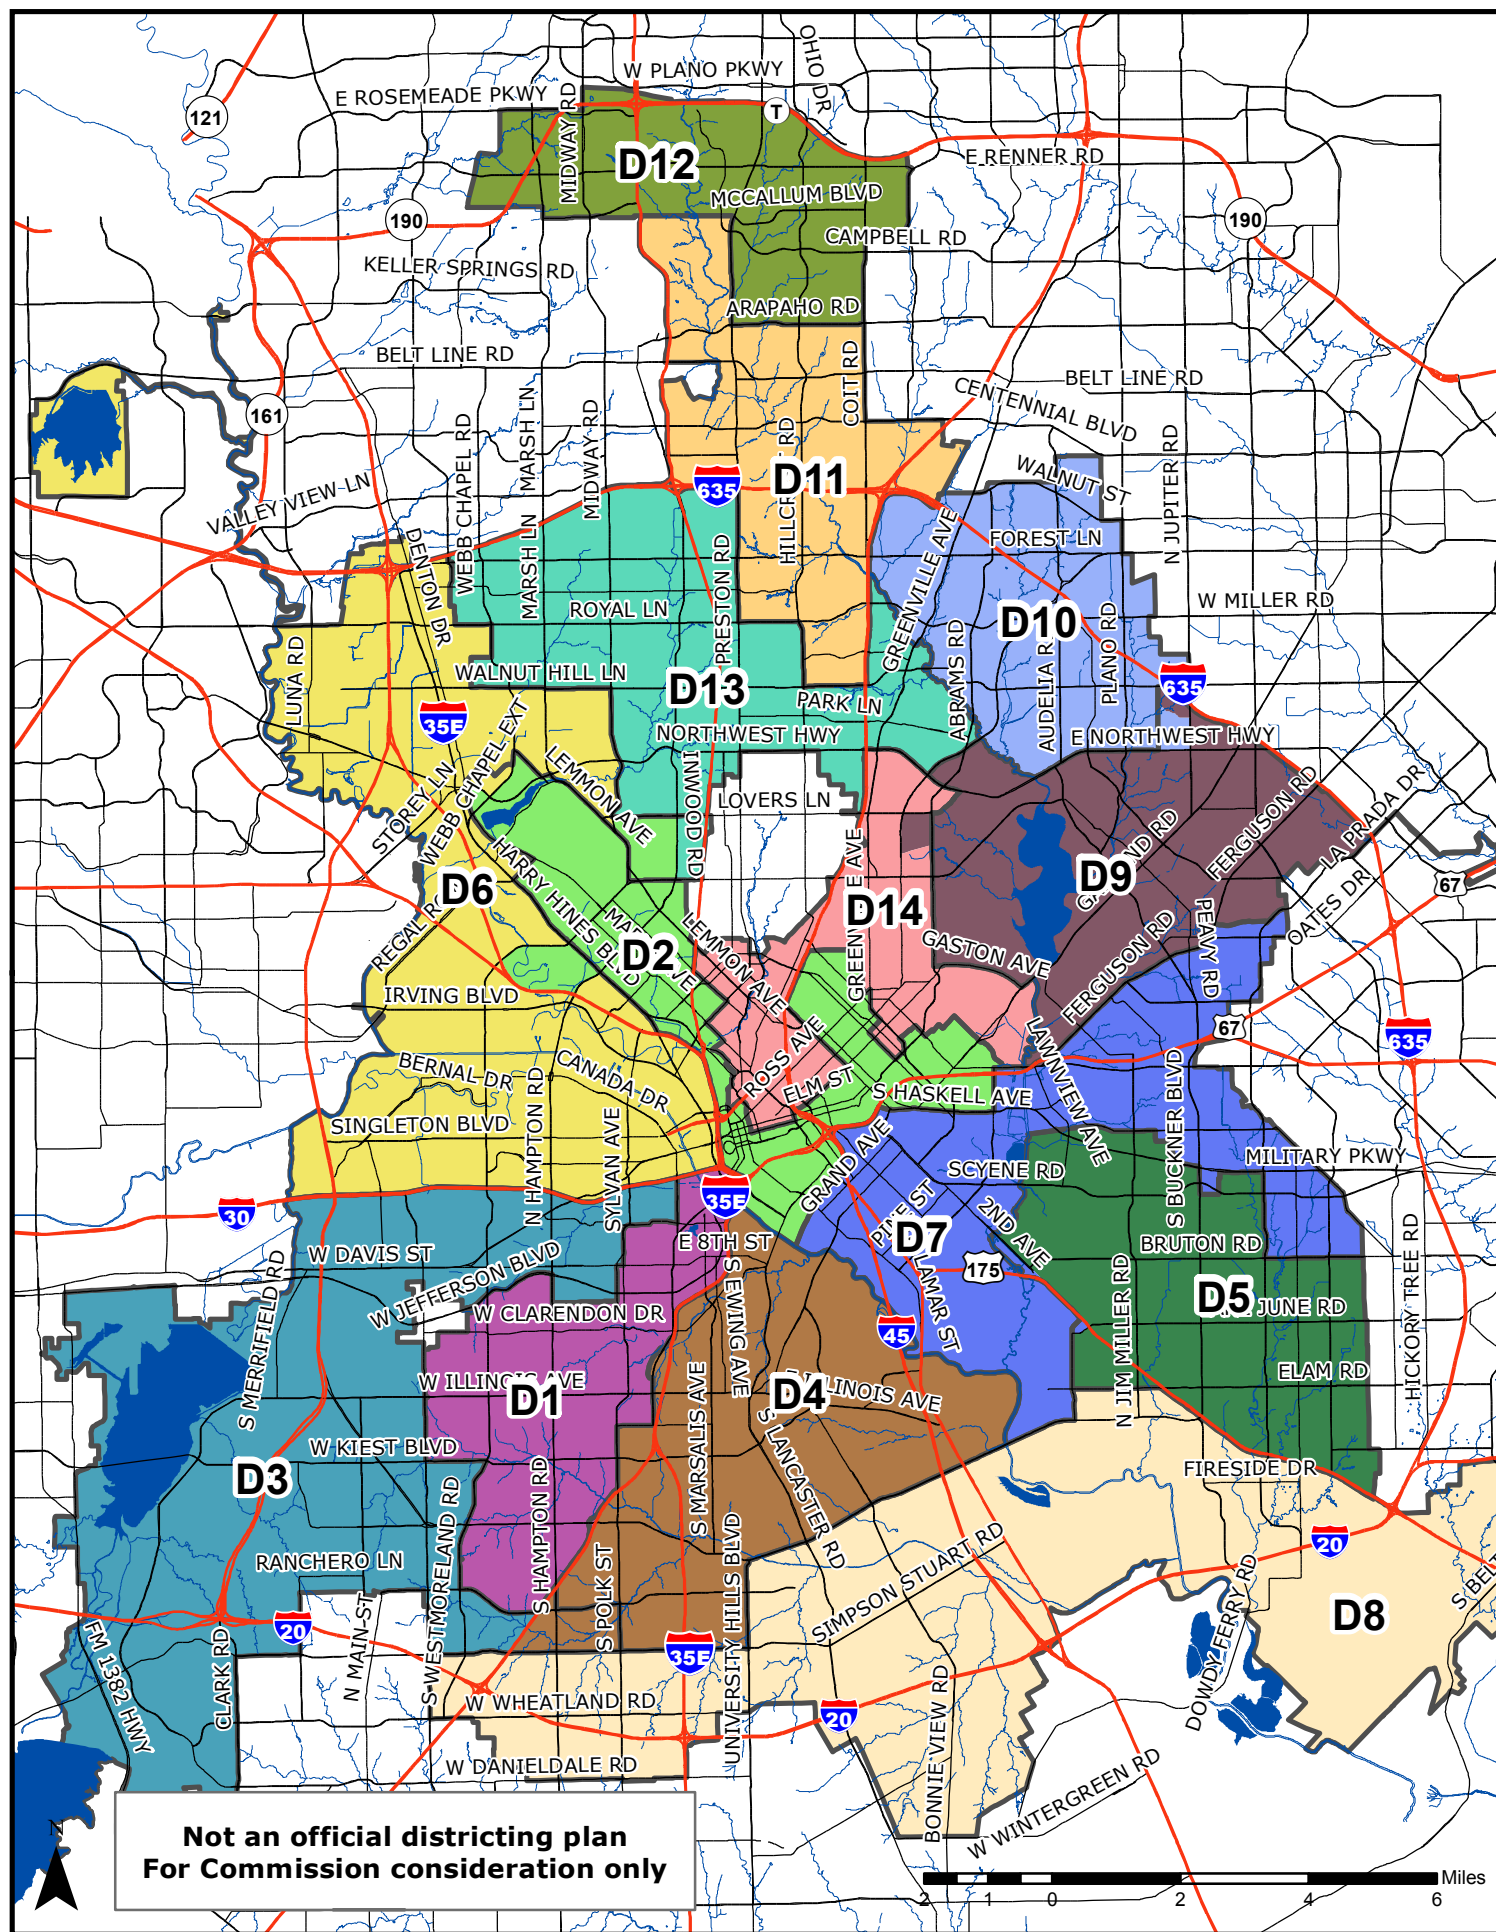 W PLANO PKWY
OHIO DR
E ROSEMEADE PKWY
MIDWAY RD
121
T
D12
E RENNER RD
MCCALLUM BLVD
190
190
CAMPBELL RD
KELLER SPRINGS RD
ARAPAHO RD
BELT LINE RD
COIT RD
BELT LINE RD
CENTENNIAL BLVD
161
WEBB CHAPEL RD
MARSH LN
MIDWAY RD
N JUPITER RD
WALNUT ST
VALLEY VIEW LN
635
D11
DENTON DR
MARSH LN
PRESTON RD
GREENVILLE AVE
FOREST LN
ROYAL LN
W MILLER RD
D10
LUNA RD
WALNUT HILL LN
D13
PARK LN
ABRAMS RD
AUDELIA RD
PLANO RD
635
35E
NORTHWEST HWY
E NORTHWEST HWY
STOREY LN
WEBB CHAPEL EXT
LEMMON AVE
INWOOD RD
LOVERS LN
FERGUSON RD
LA PRADA DR
HARRY HINES BLVD
D6
D14
D9
67
OATES DR
D2
LEMMON AVE
GASTON AVE
FERGUSON RD
PEAVY RD
IRVING BLVD
67
635
BERNAL DR
CANADA DR
N HAMPTON RD
ROSS AVE
ELM ST
S HASKELL AVE
LAWNVIEW AVE
S BUCKNER BLVD
SINGLETON BLVD
SYLVAN AVE
GRAND AVE
SCYENE RD
MILITARY PKWY
30
35E
PINE ST
2ND AVE
W DAVIS ST
E 8TH ST
D7
BRUTON RD
175
S MERRIFIELD RD
W JEFFERSON BLVD
S EWING AVE
LAMAR ST
N JIM MILLER RD
D5
JUNE RD
HICKORY TREE RD
W CLARENDON DR
45
ELAM RD
W ILLINOIS AVE
D1
D4
S MARSALIS AVE
S LANCASTER RD
W KIEST BLVD
D3
FIRESIDE DR
S HAMPTON RD
S WESTMORELAND RD
UNIVERSITY HILLS BLVD
20
SIMPSON STUART RD
RANCHERO LN
S POLK ST
DOWDY FERRY RD
D8
20
FM 1382 HWY
CLARK RD
N MAIN ST
35E
W WHEATLAND RD
20
BONNIE VIEW RD
W DANIELDALE RD
W WINTERGREEN RD
Not an official districting plan
For Commission consideration only
N
Miles
2 1 0 2 4 6